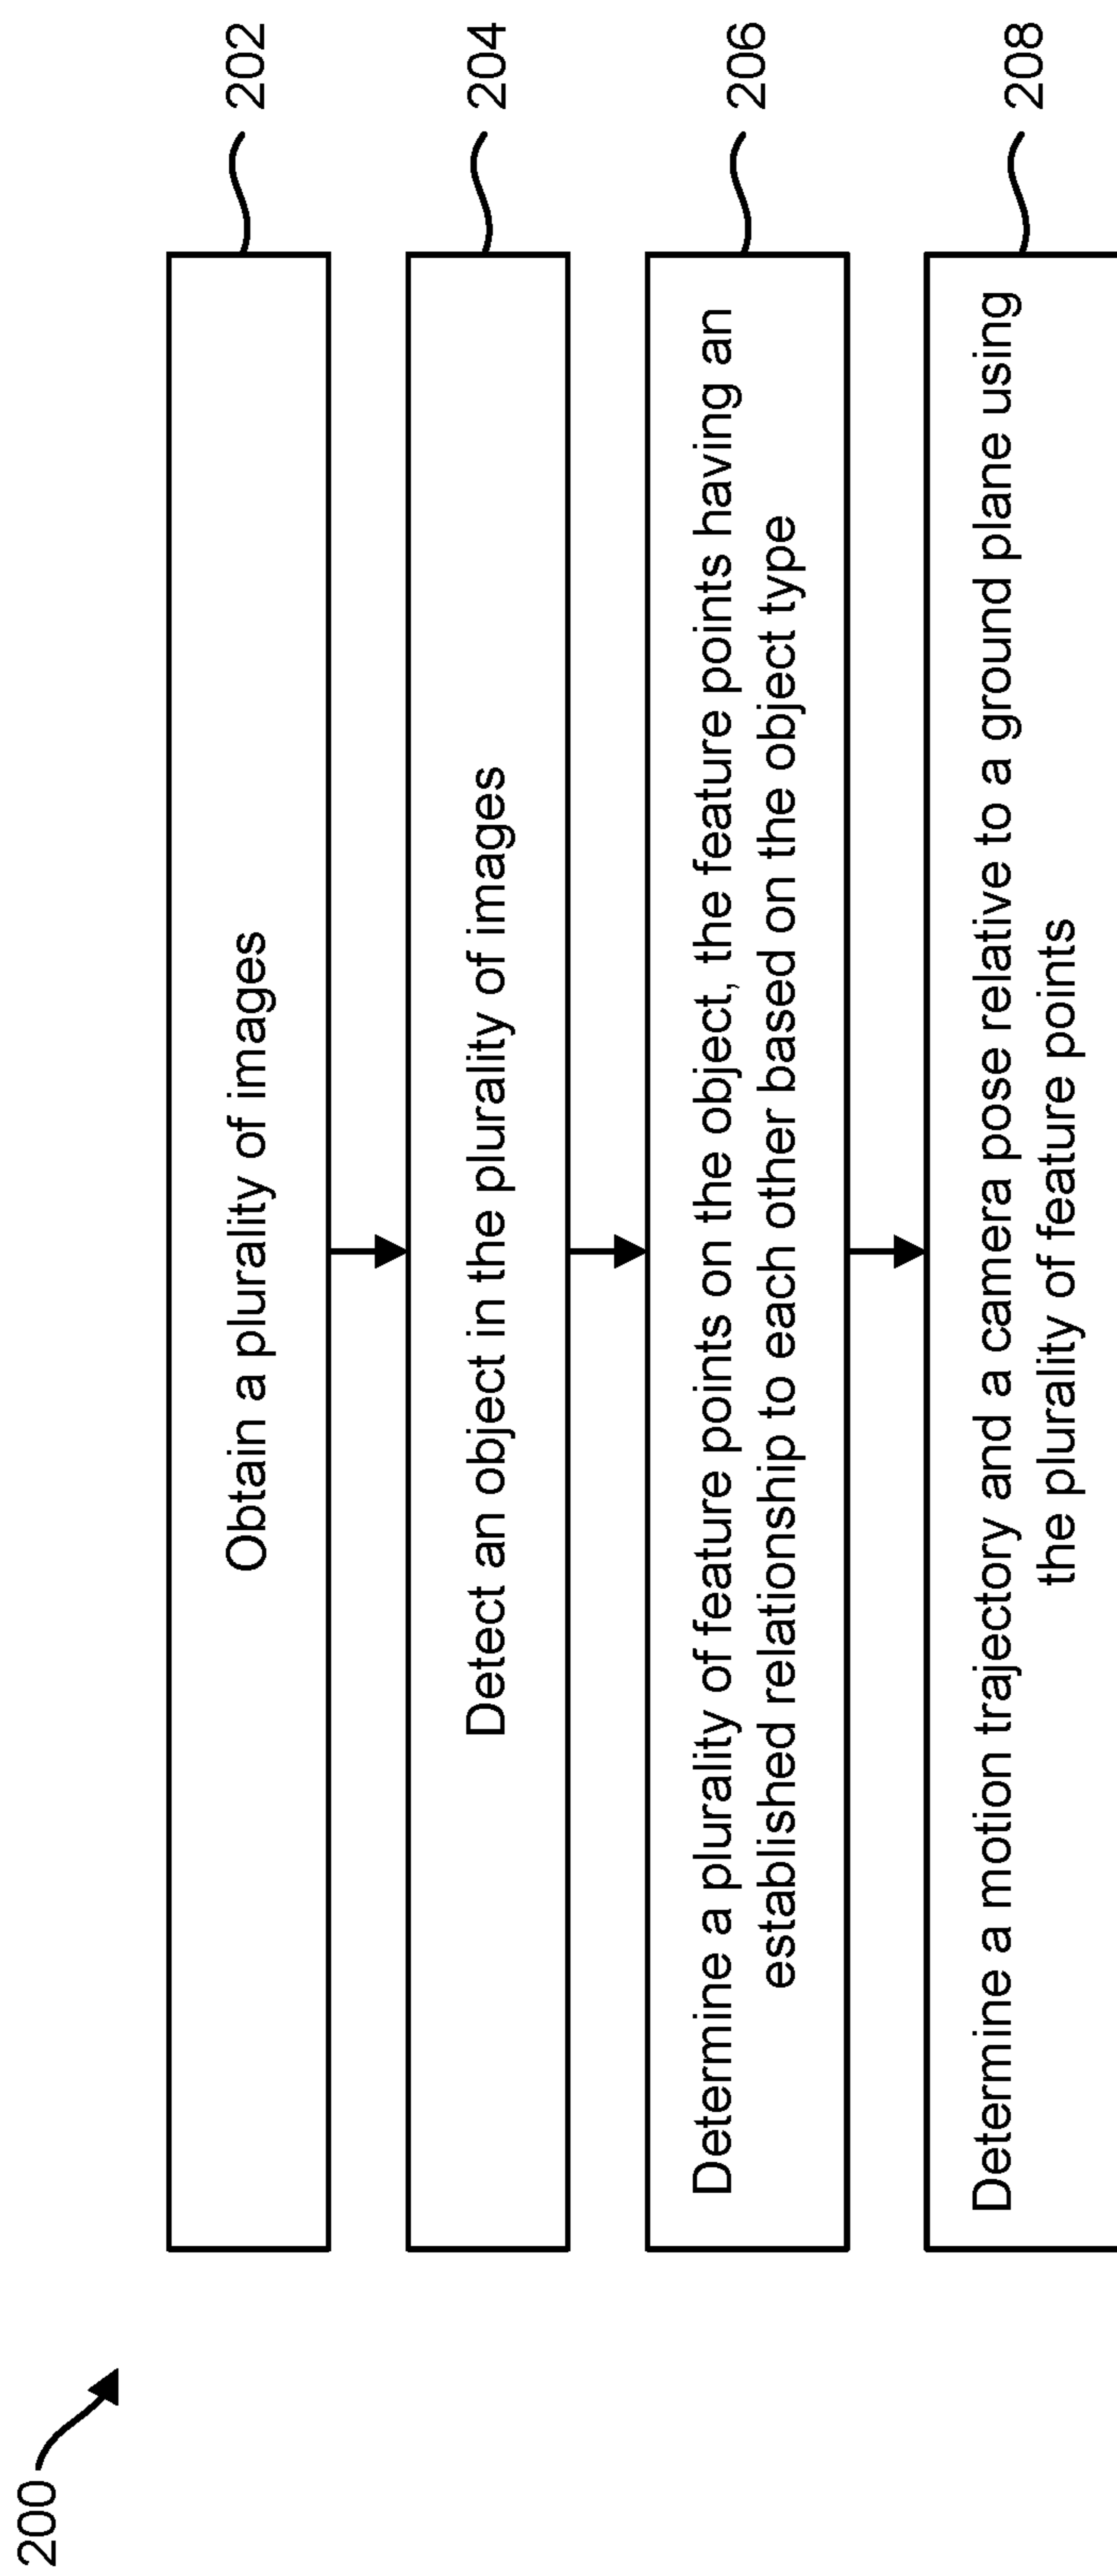 200
Obtain a plurality of images
202
Detect an object in the plurality of images
204
Determine a plurality of feature points on the object, the feature points having an
established relationship to each other based on the object type
206
Determine a motion trajectory and a camera pose relative to a ground plane using
the plurality of feature points
208